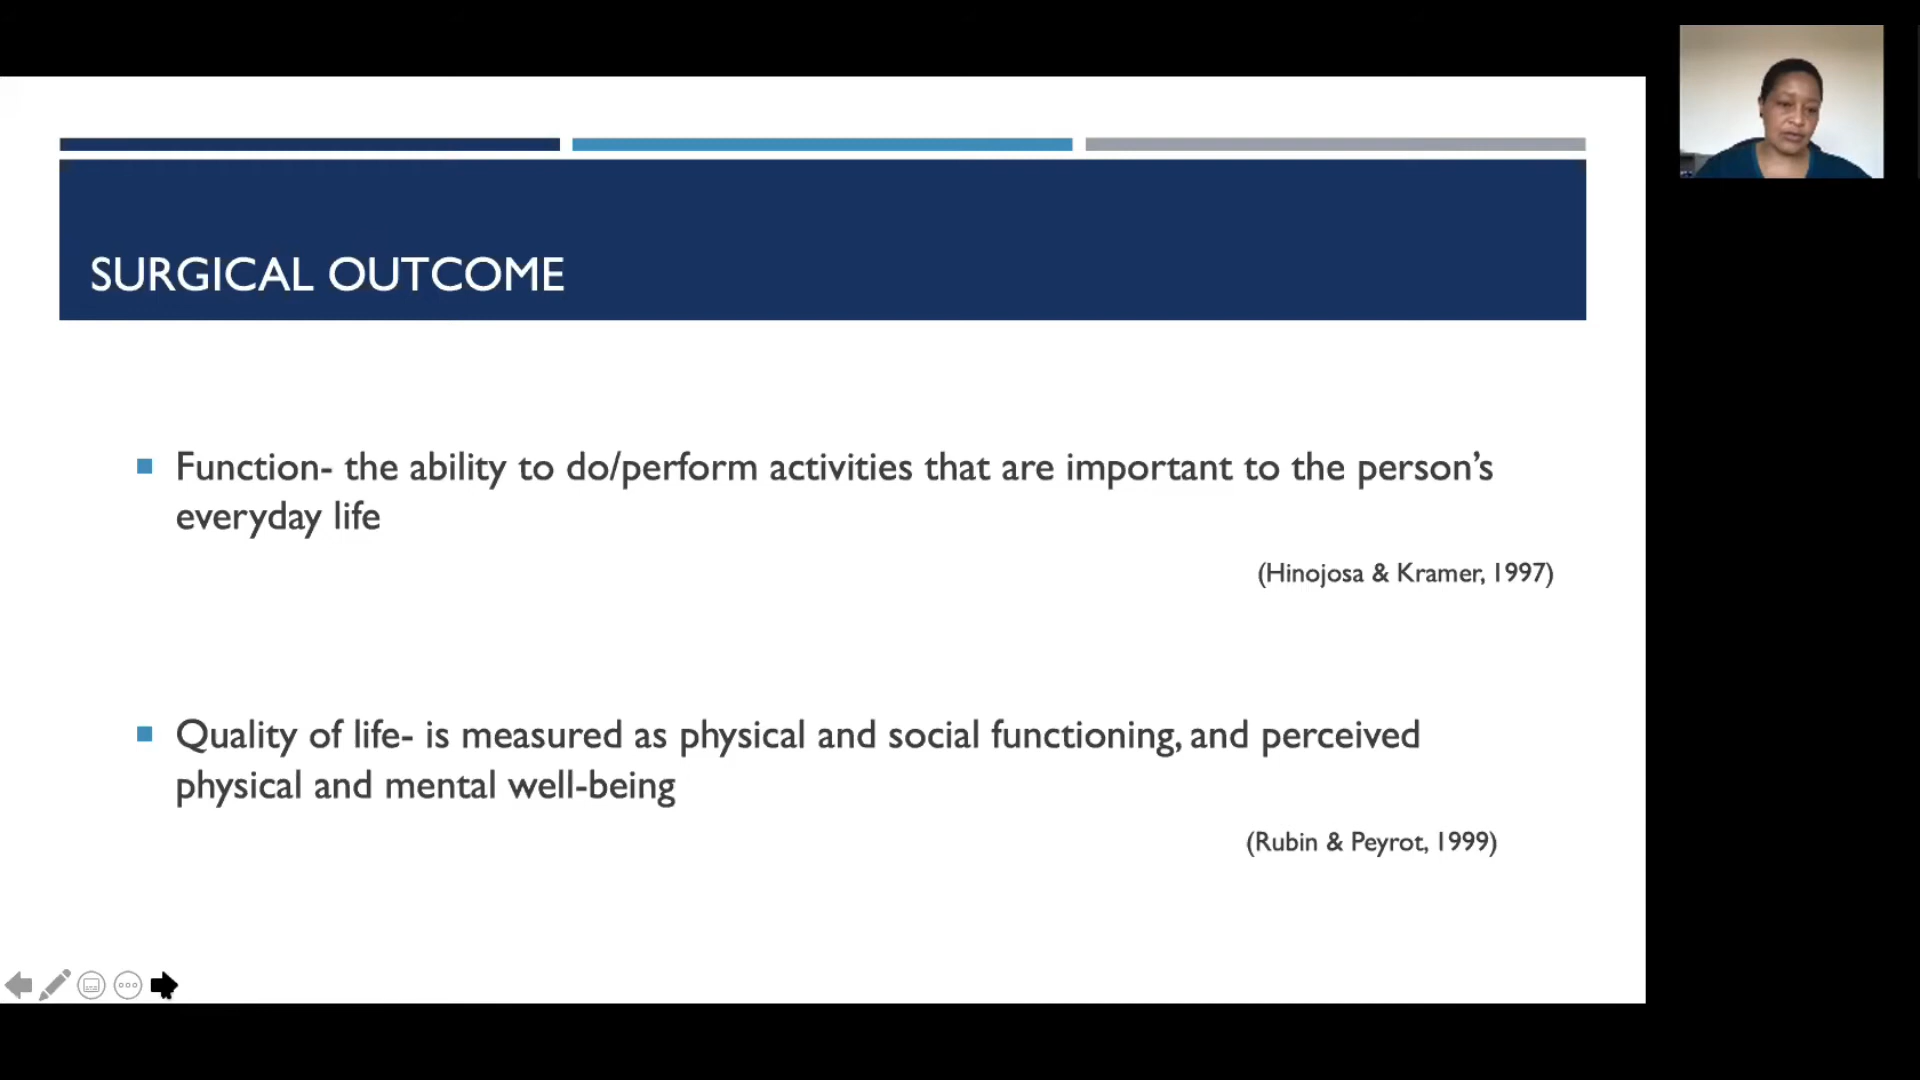 SURGICAL OUTCOME
Function- the ability to do/perform activities that are important to the person’s
everyday life
(Hinojosa & Kramer, 1997)
Quality of life- is measured as physical and social functioning, and perceived
physical and mental well-being
(Rubin & Peyrot, 1999)